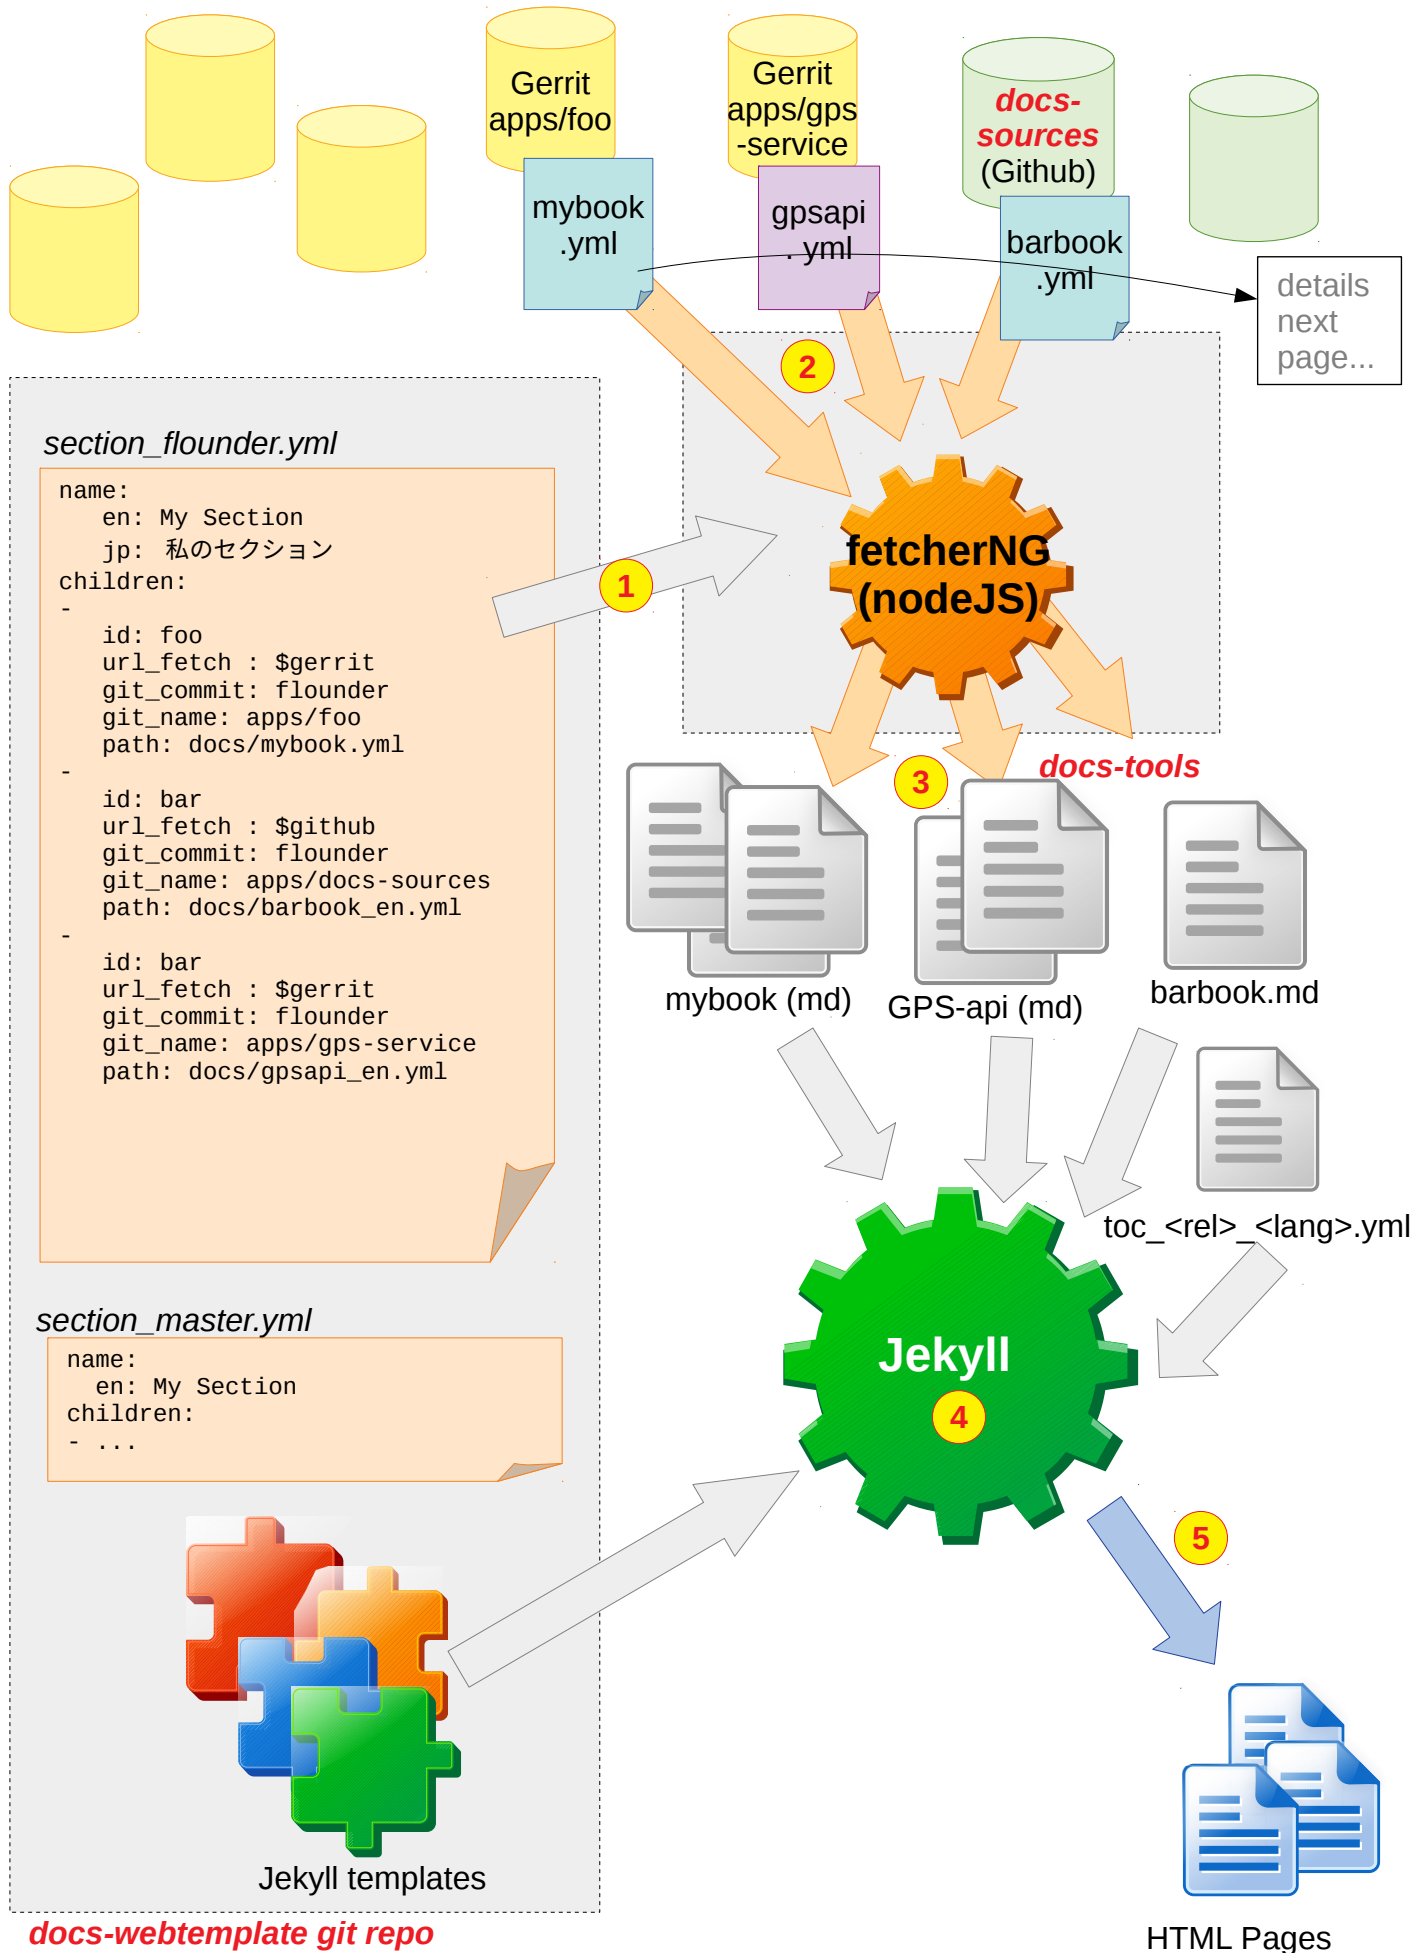 Gerrit
apps/foo
Gerrit
apps/gps
-service
docs-
sources
(Github)
mybook
.yml
gpsapi
. yml
barbook
.yml
details
next
page...
2
section_flounder.yml
name:
   en: My Section
   jp: 私のセクション
children:
-
   id: foo
   url_fetch : $gerrit
   git_commit: flounder
   git_name: apps/foo
   path: docs/mybook.yml
-
   id: bar
   url_fetch : $github
   git_commit: flounder
   git_name: apps/docs-sources
   path: docs/barbook_en.yml
-
   id: bar
   url_fetch : $gerrit
   git_commit: flounder
   git_name: apps/gps-service
   path: docs/gpsapi_en.yml
1
fetcherNG
(nodeJS)
docs-tools
3
mybook (md)
GPS-api (md)
barbook.md
toc_<rel>_<lang>.yml
section_master.yml
name:
  en: My Section
children:
- ...
Jekyll
4
5
Jekyll templates
docs-webtemplate git repo
HTML Pages